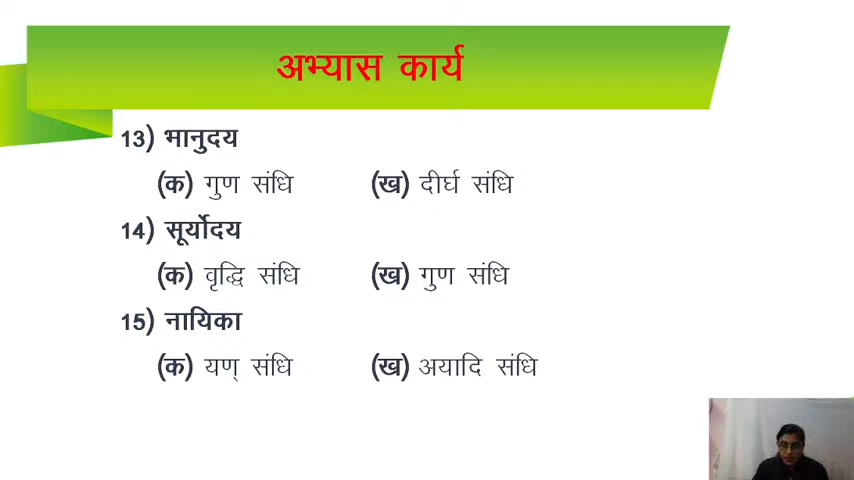 अभ्यास कार्य
13) भानुदय
(क) गुण संधि (ख) दीर्घ संधि
14) सूर्योदय
(क) वृद्धि संधि (ख) गुण संधि
15) नायिका
(क) यण् संधि (ख) अयादि संधि